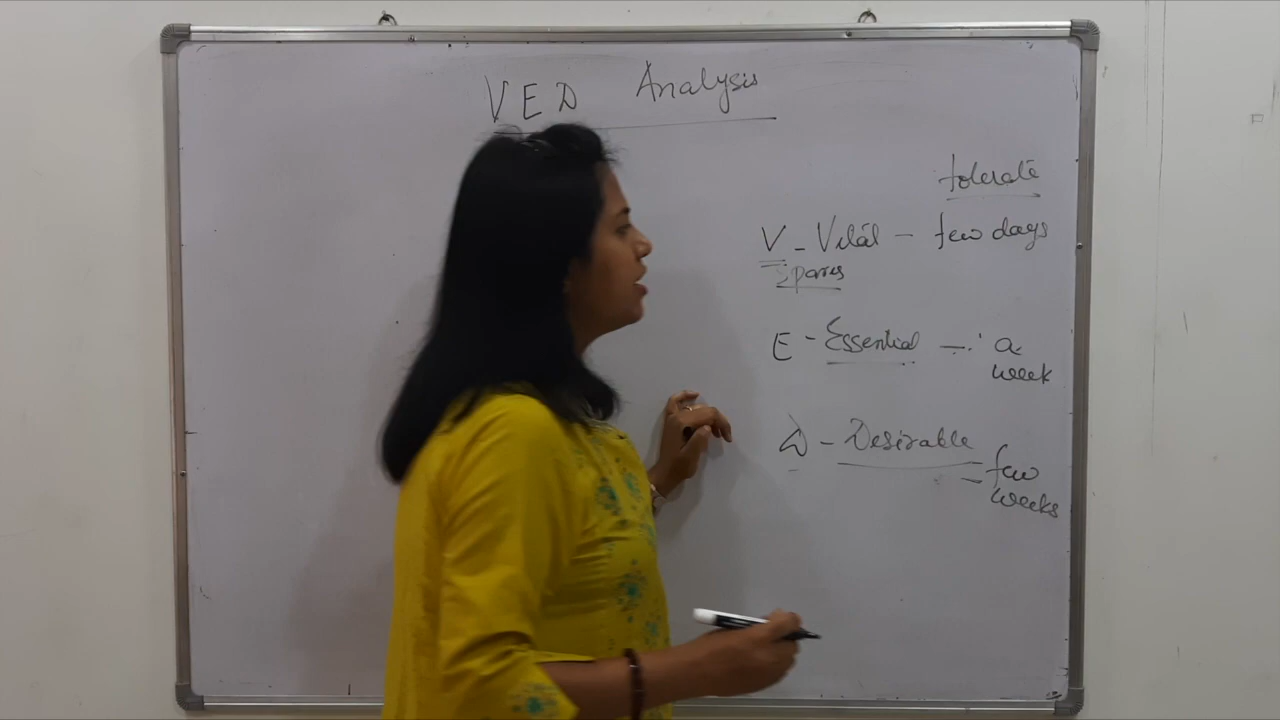 VED Analysis
tolerate
V - Vital - few days
Spares
E - Essential - a
week
D - Desirable
- few
weeks